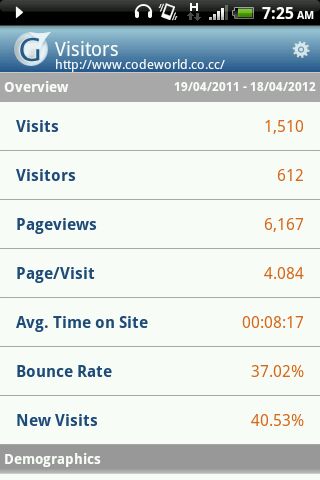 H
7:25 AM
G
Visitors
http://www.codeworld.co.cc/
Overview 19/04/2011 - 18/04/2012
Visits 1,510
Visitors 612
Pageviews 6,167
Page/Visit 4.084
Avg. Time on Site 00:08:17
Bounce Rate 37.02%
New Visits 40.53%
Demographics